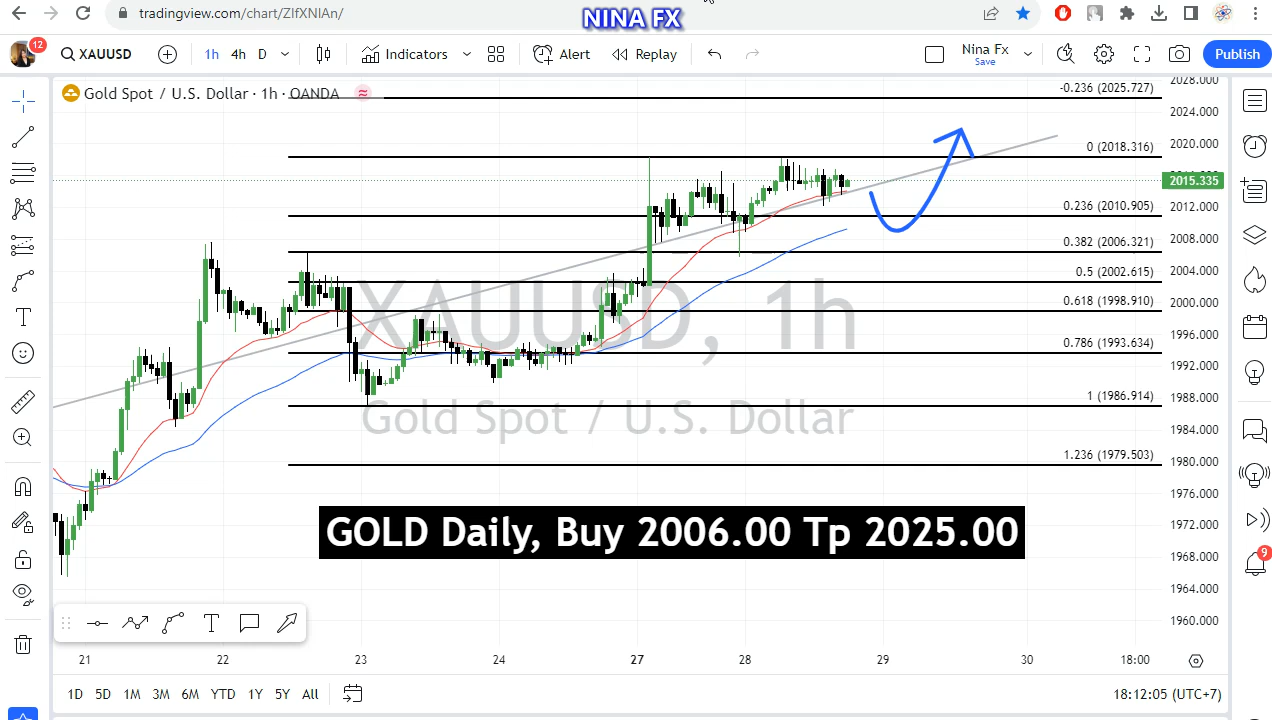 tradingview.com/chart/ZIfXNIAn/
NINA FX
12
XAUUSD
1h 4h D
Indicators
Alert
Replay
Nina Fx
Save
Publish
Gold Spot / U.S. Dollar · 1h · OANDA
XAUUSD, 1h
Gold Spot / U.S. Dollar
-0.236 (2025.727)
0 (2018.316)
0.236 (2010.905)
0.382 (2006.321)
0.5 (2002.615)
0.618 (1998.910)
0.786 (1993.634)
1 (1986.914)
1.236 (1979.503)
2028.000
2024.000
2020.000
2015.335
2012.000
2008.000
2004.000
2000.000
1996.000
1992.000
1988.000
1984.000
1980.000
1976.000
1972.000
1968.000
1964.000
1960.000
GOLD Daily, Buy 2006.00 Tp 2025.00
9
21 22 23 24 27 28 29 30 18:00
1D 5D 1M 3M 6M YTD 1Y 5Y All
18:12:05 (UTC+7)